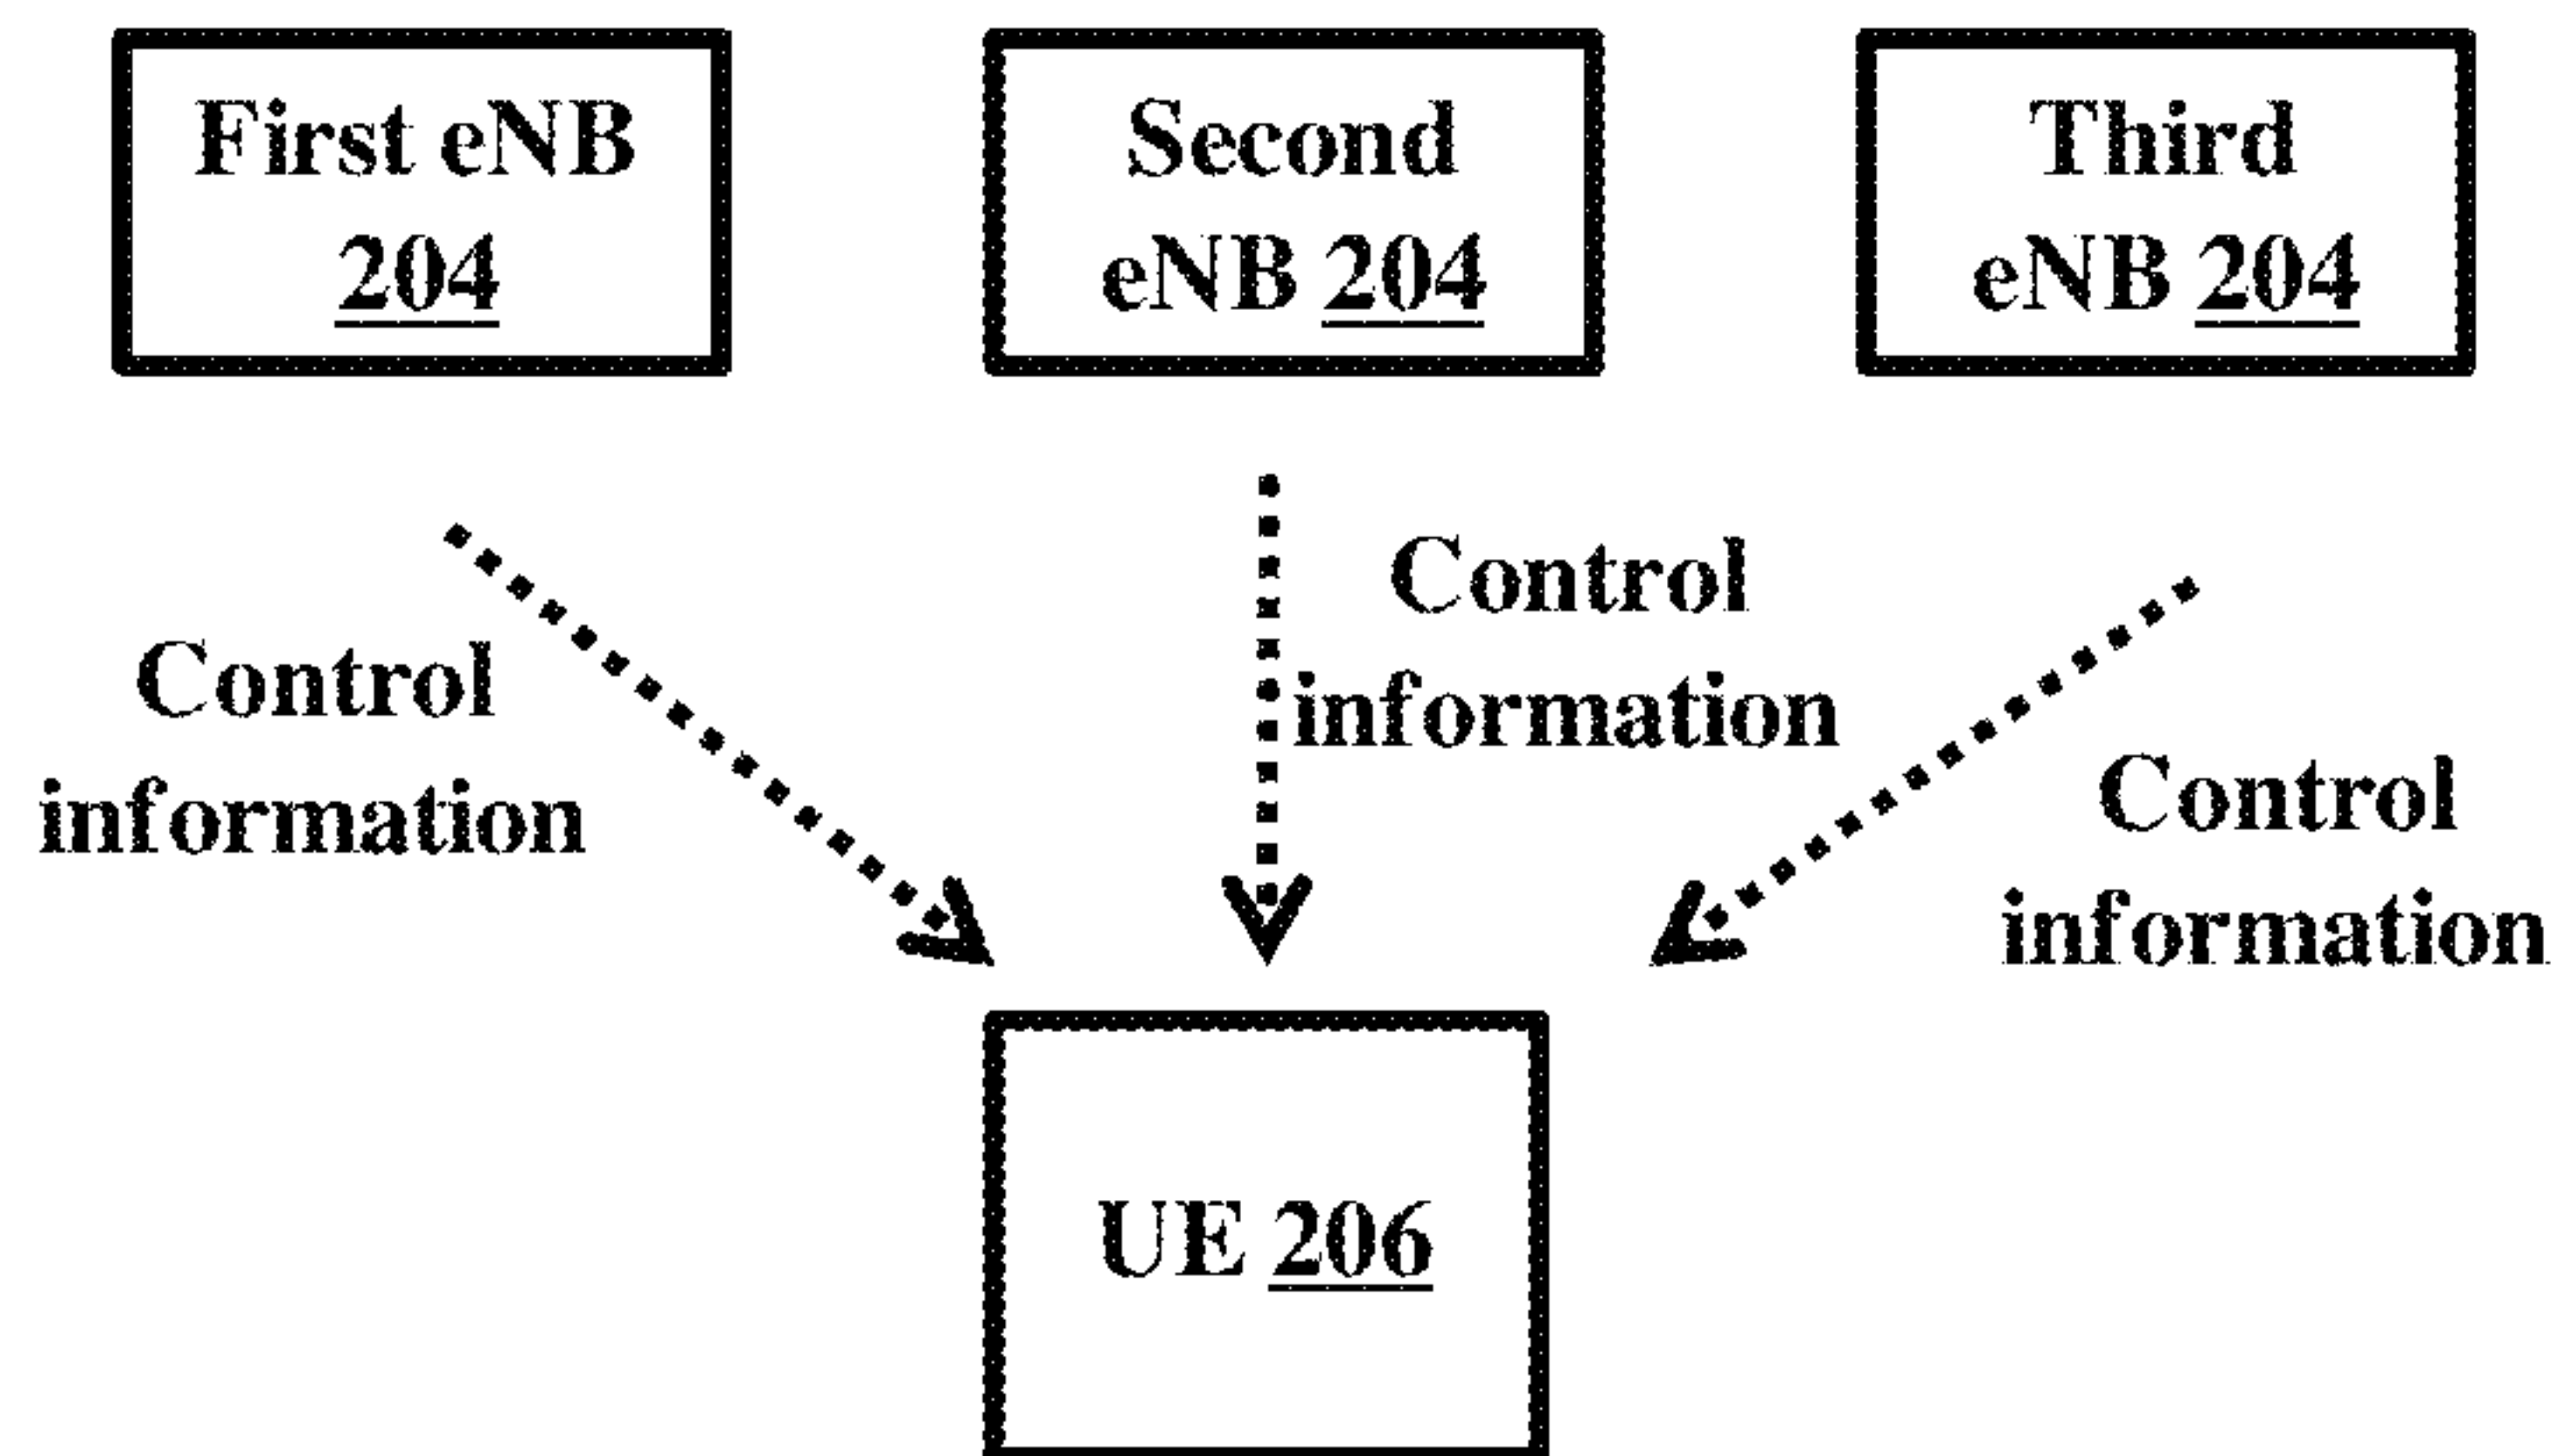 First eNB
204
Second
eNB 204
Third
eNB 204
Control
information
Control
information
Control
information
UE 206